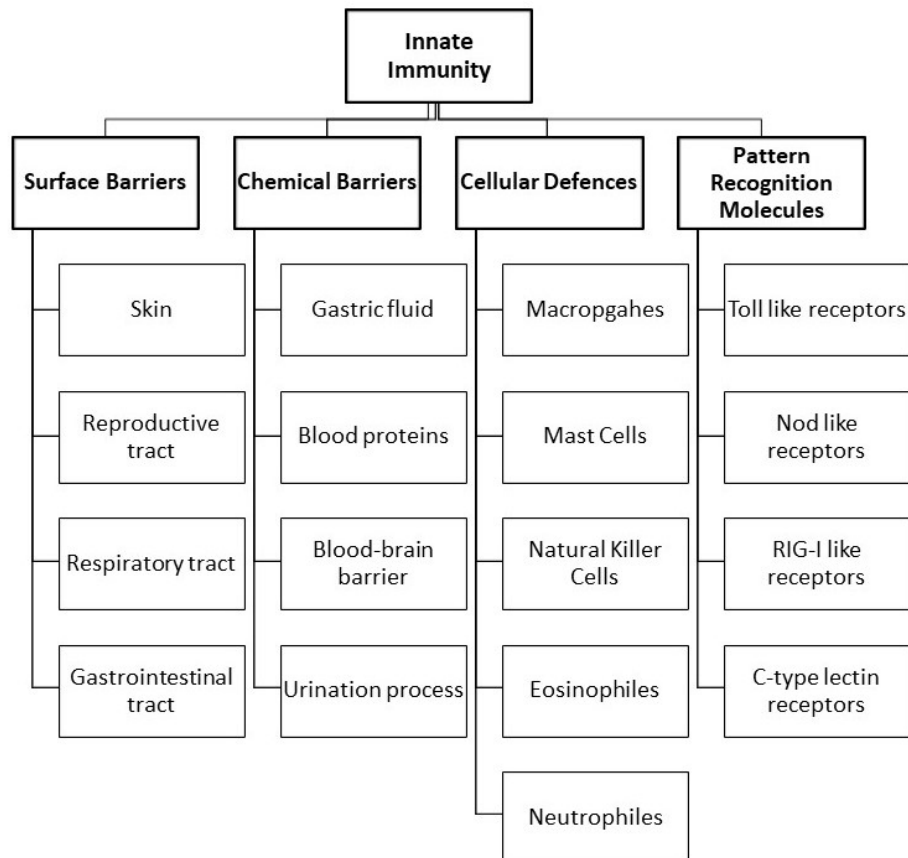 Innate
Immunity
Surface Barriers
Chemical Barriers
Cellular Defences
Pattern
Recognition
Molecules
Skin
Gastric fluid
Macropgahes
Toll like receptors
Reproductive
tract
Blood proteins
Mast Cells
Nod like
receptors
Respiratory tract
Blood-brain
barrier
Natural Killer
Cells
RIG-I like
receptors
Gastrointestinal
tract
Urination process
Eosinophiles
C-type lectin
receptors
Neutrophiles